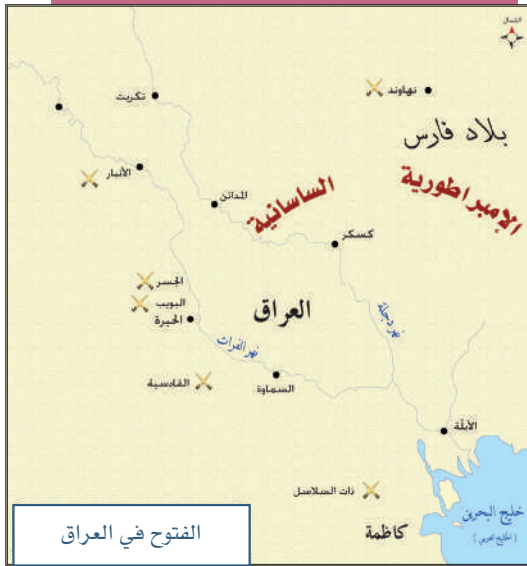 الشمال
نهاوند
تكريت
بلاد فارس
الأنبار
الإمبراطورية
الساسانية
المدائن
كسكر
الجسر
البويب
العراق
نهر دجلة
الحيرة
نهر الفرات
القادسية
السماوة
الأبلّة
ذات السلاسل
خليج البحرين
(الخليج العربي)
كاظمة
الفتوح في العراق